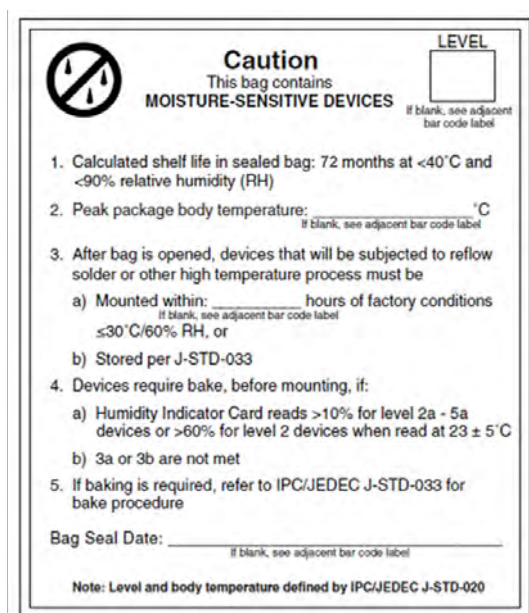 LEVEL
Caution
This bag contains
MOISTURE-SENSITIVE DEVICES
If blank, see adjacent
bar code label
1. Calculated shelf life in sealed bag: 72 months at <40˚C and
<90% relative humidity (RH)
2. Peak package body temperature: ____________________ ˚C
If blank, see adjacent bar code label
3. After bag is opened, devices that will be subjected to reflow
solder or other high temperature process must be
a) Mounted within: __________ hours of factory conditions
If blank, see adjacent bar code label
≤30˚C/60% RH, or
b) Stored per J-STD-033
4. Devices require bake, before mounting, if:
a) Humidity Indicator Card reads >10% for level 2a - 5a
devices or >60% for level 2 devices when read at 23 ± 5˚C
b) 3a or 3b are not met
5. If baking is required, refer to IPC/JEDEC J-STD-033 for
bake procedure
Bag Seal Date: ____________________
If blank, see adjacent bar code label
Note: Level and body temperature defined by IPC/JEDEC J-STD-020